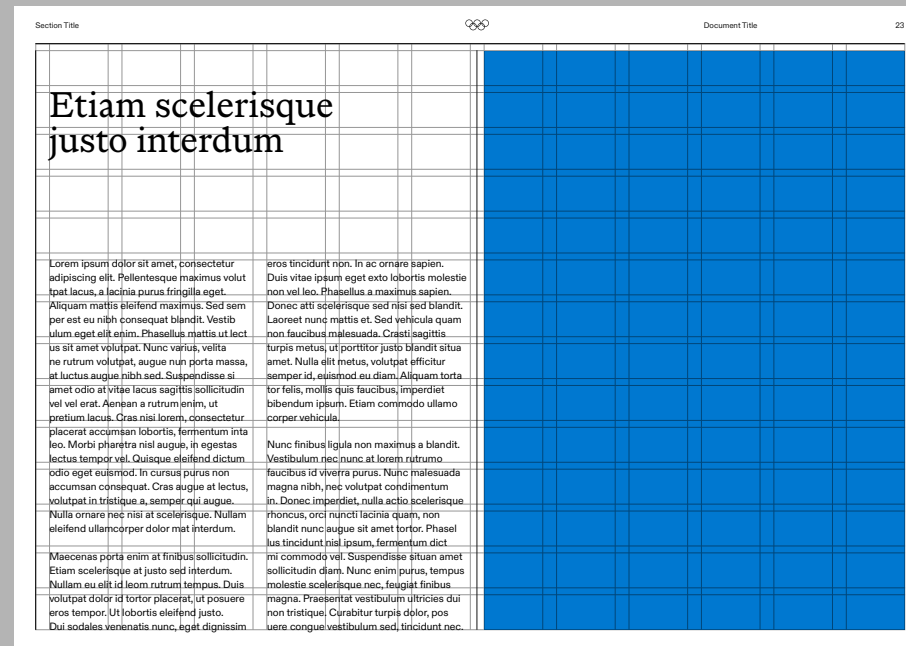 Section Title
Document Title
23
Etiam scelerisque
justo interdum
Lorem ipsum dolor sit amet, consectetur
adipiscing elit. Pellentesque maximus volut
tpat lacus, a lacinia purus fringilla eget.
Aliquam mattis eleifend maximus. Sed sem
per est eu nibh consequat blandit. Vestib
ulum eget elit enim. Phasellus mattis ut lect
us sit amet volutpat. Nunc varius, velita
ne rutrum volutpat, augue nun porta massa,
at luctus augue nibh sed. Suspendisse si
amet odio at vitae lacus sagittis sollicitudin
vel vel erat. Aenean a rutrum enim, ut
pretium lacus. Cras nisi lorem, consectetur
placerat accumsan lobortis, fermentum inta
leo. Morbi pharetra nisl augue, in egestas
lectus tempor vel. Quisque eleifend dictum
odio eget euismod. In cursus purus non
accumsan consequat. Cras augue at lectus,
volutpat in tristique a, semper qui augue.
Nulla ornare nec nisi at scelerisque. Nullam
eleifend ullamcorper dolor mat interdum.
Maecenas porta enim at finibus sollicitudin.
Etiam scelerisque at justo sed interdum.
Nullam eu elit id leom rutrum tempus. Duis
volutpat dolor id tortor placerat, ut posuere
eros tempor. Ut lobortis eleifend justo.
Dui sodales venenatis nunc, eget dignissim
eros tincidunt non. In ac ornare sapien.
Duis vitae ipsum eget exto lobortis molestie
non vel leo. Phasellus a maximus sapien.
Donec atti scelerisque sed nisi sed blandit.
Laoreet nunc mattis et. Sed vehicula quam
non faucibus malesuada. Crasti sagittis
turpis metus, ut porttitor justo blandit situa
amet. Nulla elit metus, volutpat efficitur
semper id, euismod eu diam. Aliquam torta
tor felis, mollis quis faucibus, imperdiet
bibendum ipsum. Etiam commodo ullamo
corper vehicula.
Nunc finibus ligula non maximus a blandit.
Vestibulum nec nunc at lorem rutrumo
faucibus id viverra purus. Nunc malesuada
magna nibh, nec volutpat condimentum
in. Donec imperdiet, nulla actio scelerisque
rhoncus, orci nuncti lacinia quam, non
blandit nunc augue sit amet tortor. Phasel
lus tincidunt nisl ipsum, fermentum dict
mi commodo vel. Suspendisse situan amet
sollicitudin diam. Nunc enim purus, tempus
molestie scelerisque nec, feugiat finibus
magna. Praesentat vestibulum ultricies dui
non tristique. Curabitur turpis dolor, pos
uere congue vestibulum sed, tincidunt nec.